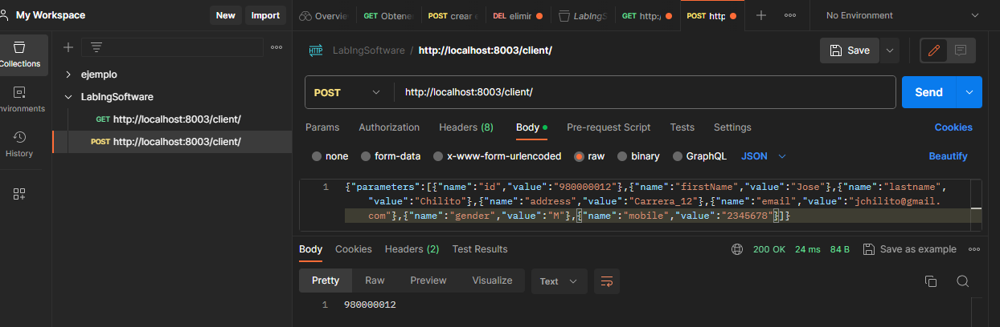 My Workspace
New
Import
Overvie
GET Obtene
POST crear e
DEL elimir
LabIngS
GET http:/
POST http
No Environment
Collections
nvironments
History
ejemplo
LabIngSoftware
GET http://localhost:8003/client/
POST http://localhost:8003/client/
HTTP LabIngSoftware / http://localhost:8003/client/
Save
POST http://localhost:8003/client/
Send
Params Authorization Headers (8) Body Pre-request Script Tests Settings Cookies
none form-data x-www-form-urlencoded raw binary GraphQL JSON Beautify
1 {"parameters":[{"name":"id","value":"980000012"},{"name":"firstName","value":"Jose"},{"name":"lastname",
"value":"Chilito"},{"name":"address","value":"Carrera_12"},{"name":"email","value":"jchilito@gmail.
com"},{"name":"gender","value":"M"},{"name":"mobile","value":"2345678"}]}
Body Cookies Headers (2) Test Results 200 OK 24 ms 84 B Save as example
Pretty Raw Preview Visualize Text
1 980000012